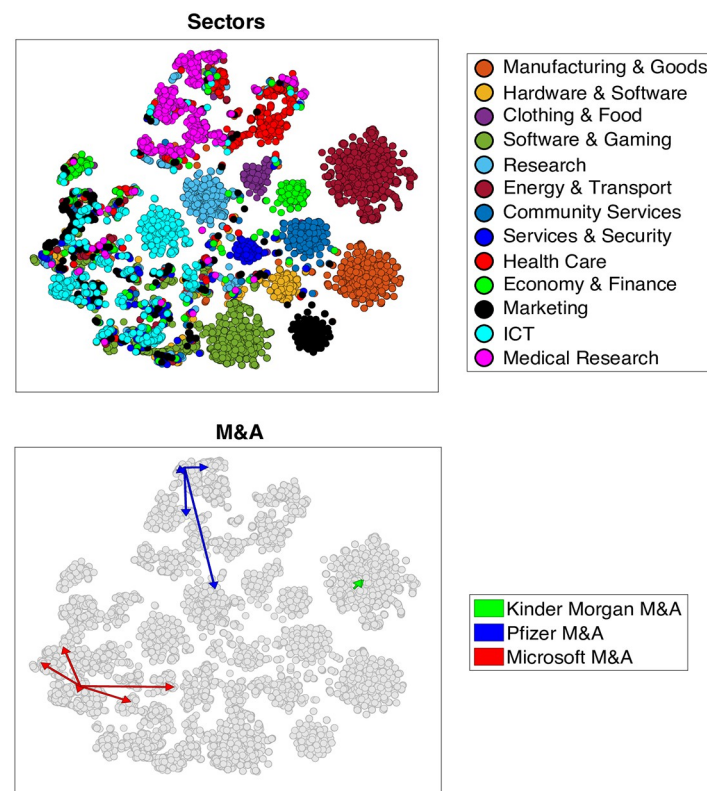 Sectors
Manufacturing & Goods
Hardware & Software
Clothing & Food
Software & Gaming
Research
Energy & Transport
Community Services
Services & Security
Health Care
Economy & Finance
Marketing
ICT
Medical Research
M&A
Kinder Morgan M&A
Pfizer M&A
Microsoft M&A